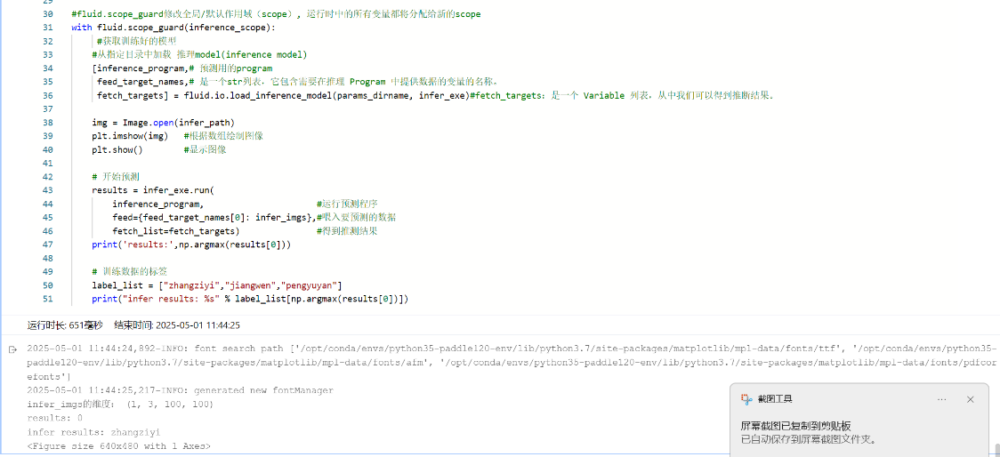 30 #fluid.scope_guard修改全局/默认作用域（scope）, 运行时中的所有变量都将分配给新的scope
31 with fluid.scope_guard(inference_scope):
32 #获取训练好的模型
33 #从指定目录中加载 推理model(inference model)
34 [inference_program,# 预测用的program
35 feed_target_names,# 是一个str列表，它包含需要在推理 Program 中提供数据的变量的名称。
36 fetch_targets] = fluid.io.load_inference_model(params_dirname, infer_exe)#fetch_targets：是一个 Variable 列表，从中我们可以得到推断结果。
37
38 img = Image.open(infer_path)
39 plt.imshow(img) #根据数组绘制图像
40 plt.show() #显示图像
41
42 # 开始预测
43 results = infer_exe.run(
44 inference_program, #运行预测程序
45 feed={feed_target_names[0]: infer_imgs},#喂入要预测的数据
46 fetch_list=fetch_targets) #得到推测结果
47 print('results:',np.argmax(results[0]))
48
49 # 训练数据的标签
50 label_list = ["zhangziyi","jiangwen","pengyuyan"]
51 print("infer results: %s" % label_list[np.argmax(results[0])])
运行时长: 651毫秒 结束时间: 2025-05-01 11:44:25
2025-05-01 11:44:24,892-INFO: font search path ['/opt/conda/envs/python35-paddle120-env/lib/python3.7/site-packages/matplotlib/mpl-data/fonts/ttf', '/opt/conda/envs/python35-
paddle120-env/lib/python3.7/site-packages/matplotlib/mpl-data/fonts/afm', '/opt/conda/envs/python35-paddle120-env/lib/python3.7/site-packages/matplotlib/mpl-data/fonts/pdfcor
efonts']
2025-05-01 11:44:25,217-INFO: generated new fontManager
infer_imgs的维度： (1, 3, 100, 100)
results: 0
infer results: zhangziyi
<Figure size 640x480 with 1 Axes>
截图工具
屏幕截图已复制到剪贴板
已自动保存到屏幕截图文件夹。